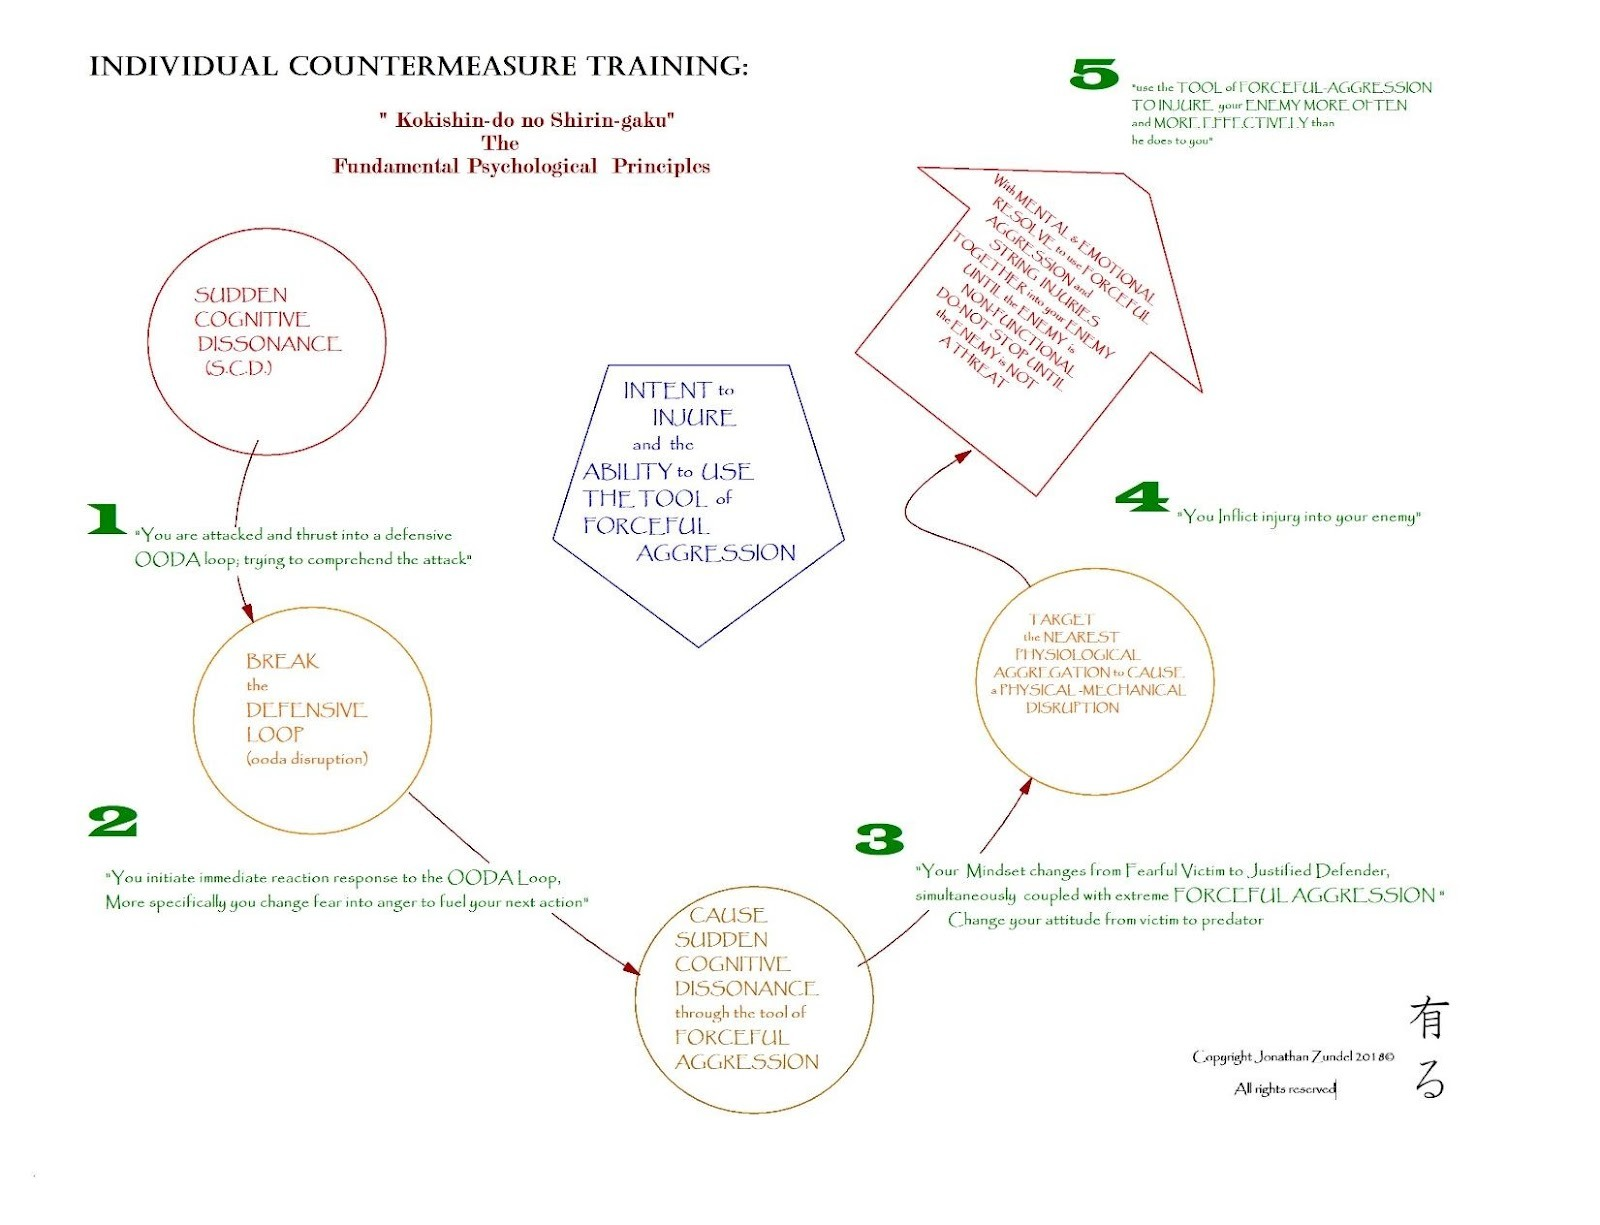 INDIVIDUAL COUNTERMEASURE TRAINING:
" Kokishin-do no Shirin-gaku"
The
Fundamental Psychological Principles
SUDDEN
COGNITIVE
DISSONANCE
(S.C.D.)
1
"You are attacked and thrust into a defensive
OODA loop; trying to comprehend the attack"
BREAK
the
DEFENSIVE
LOOP
(ooda disruption)
2
"You initiate immediate reaction response to the OODA Loop,
More specifically you change fear into anger to fuel your next action"
CAUSE
SUDDEN
COGNITIVE
DISSONANCE
through the tool of
FORCEFUL
AGGRESSION
3
"Your Mindset changes from Fearful Victim to Justified Defender,
simultaneously coupled with extreme FORCEFUL AGGRESSION "
Change your attitude from victim to predator
TARGET
the NEAREST
PHYSIOLOGICAL
AGGREGATION to CAUSE
a PHYSICAL-MECHANICAL
DISRUPTION
4
"You Inflict injury into your enemy"
With MENTAL & EMOTIONAL
RESOLVE to use FORCEFUL
AGGRESSION and
STRING INJURIES
TOGETHER into your ENEMY
UNTIL the ENEMY is
NON-FUNCTIONAL
DO NOT STOP UNTIL
the ENEMY is NOT
A THREAT
5
"use the TOOL of FORCEFUL-AGGRESSION
TO INJURE your ENEMY MORE OFTEN
and MORE EFFECTIVELY than
he does to you"
INTENT to
INJURE
and the
ABILITY to USE
THE TOOL of
FORCEFUL
AGGRESSION
Copyright Jonathan Zundel 2018©
All rights reserved
有
る